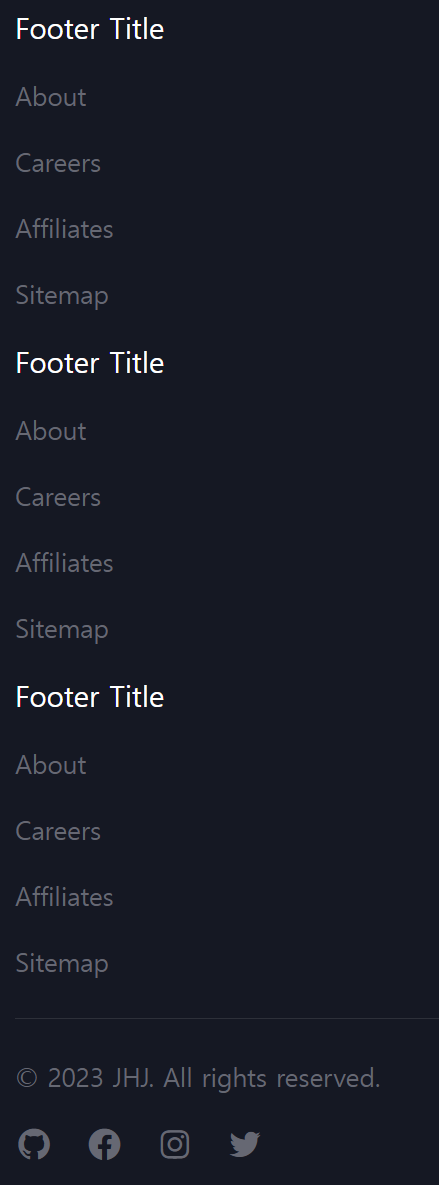 Footer Title
About
Careers
Affiliates
Sitemap
Footer Title
About
Careers
Affiliates
Sitemap
Footer Title
About
Careers
Affiliates
Sitemap
© 2023 JHJ. All rights reserved.